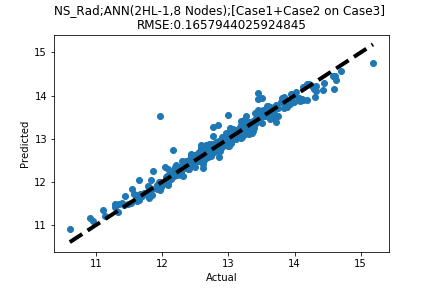 NS_Rad;ANN(2HL-1,8 Nodes);[Case1+Case2 on Case3]
RMSE:0.1657944025924845
15
14
13
12
11
Predicted
11
12
13
14
15
Actual